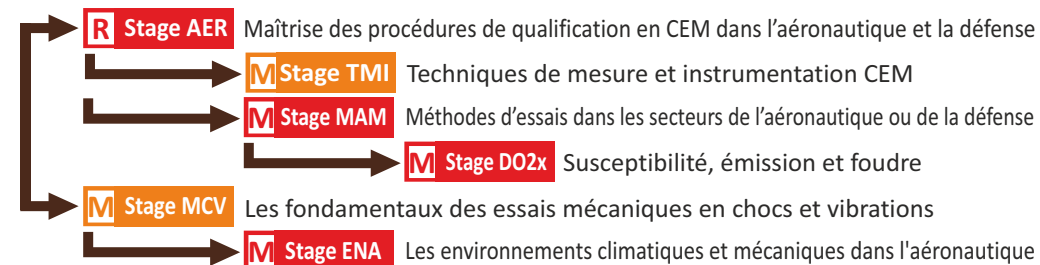 R Stage AER Maîtrise des procédures de qualification en CEM dans l’aéronautique et la défense
M Stage TMI Techniques de mesure et instrumentation CEM
M Stage MAM Méthodes d’essais dans les secteurs de l’aéronautique ou de la défense
M Stage DO2x Susceptibilité, émission et foudre
M Stage MCV Les fondamentaux des essais mécaniques en chocs et vibrations
M Stage ENA Les environnements climatiques et mécaniques dans l'aéronautique